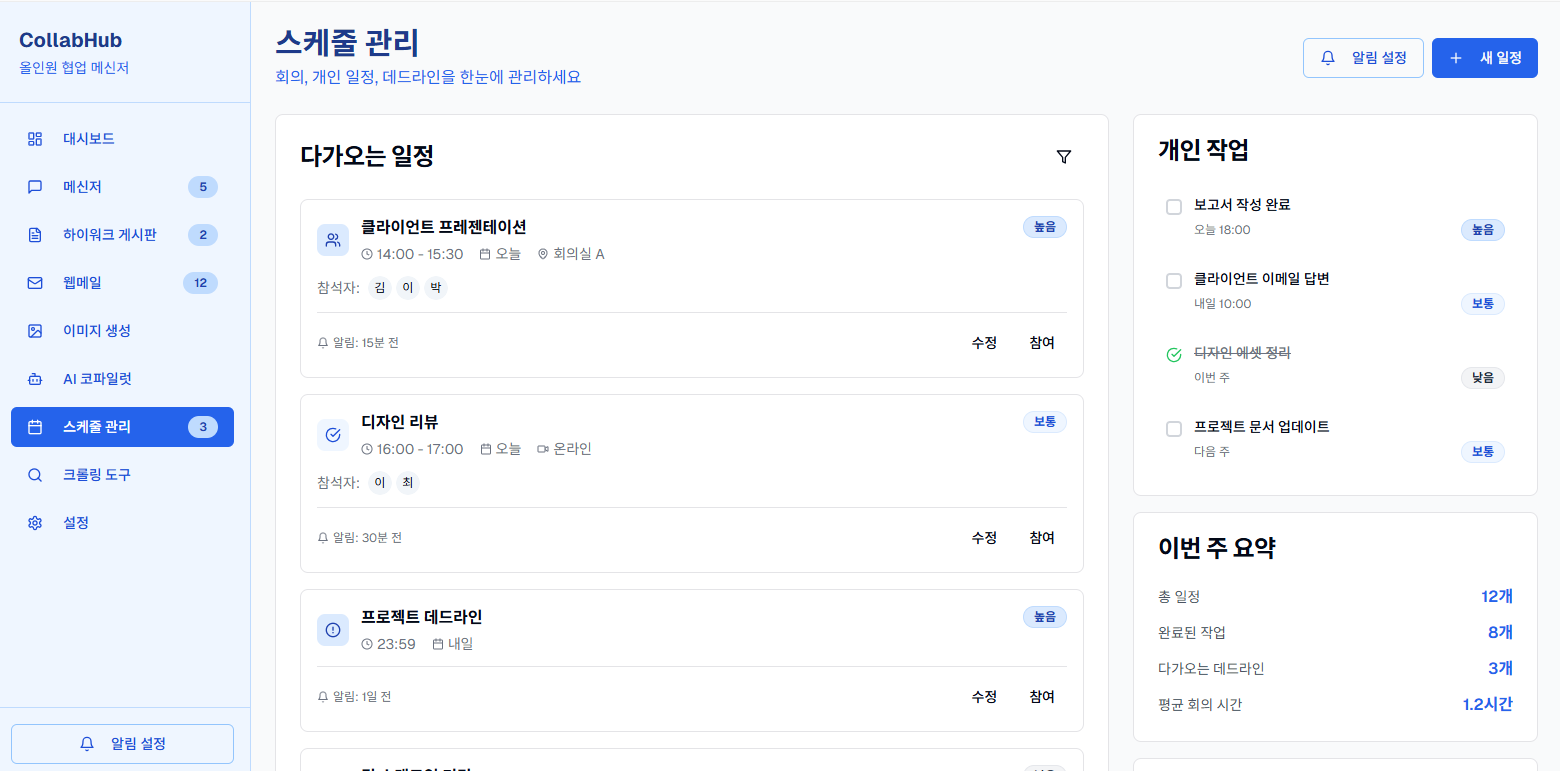 CollabHub
올인원 협업 메신저
대시보드
메신저 5
하이워크 게시판 2
웹메일 12
이미지 생성
AI 코파일럿
스케줄 관리 3
크롤링 도구
설정
알림 설정
스케줄 관리
회의, 개인 일정, 데드라인을 한눈에 관리하세요
알림 설정
새 일정
다가오는 일정
클라이언트 프레젠테이션 높음
14:00 - 15:30 오늘 회의실 A
참석자: 김 이 박
알림: 15분 전 수정 참여
디자인 리뷰 보통
16:00 - 17:00 오늘 온라인
참석자: 이 최
알림: 30분 전 수정 참여
프로젝트 데드라인 높음
23:59 내일
알림: 1일 전 수정 참여
개인 작업
보고서 작성 완료
오늘 18:00 높음
클라이언트 이메일 답변
내일 10:00 보통
디자인 에셋 정리
이번 주 낮음
프로젝트 문서 업데이트
다음 주 보통
이번 주 요약
총 일정 12개
완료된 작업 8개
다가오는 데드라인 3개
평균 회의 시간 1.2시간